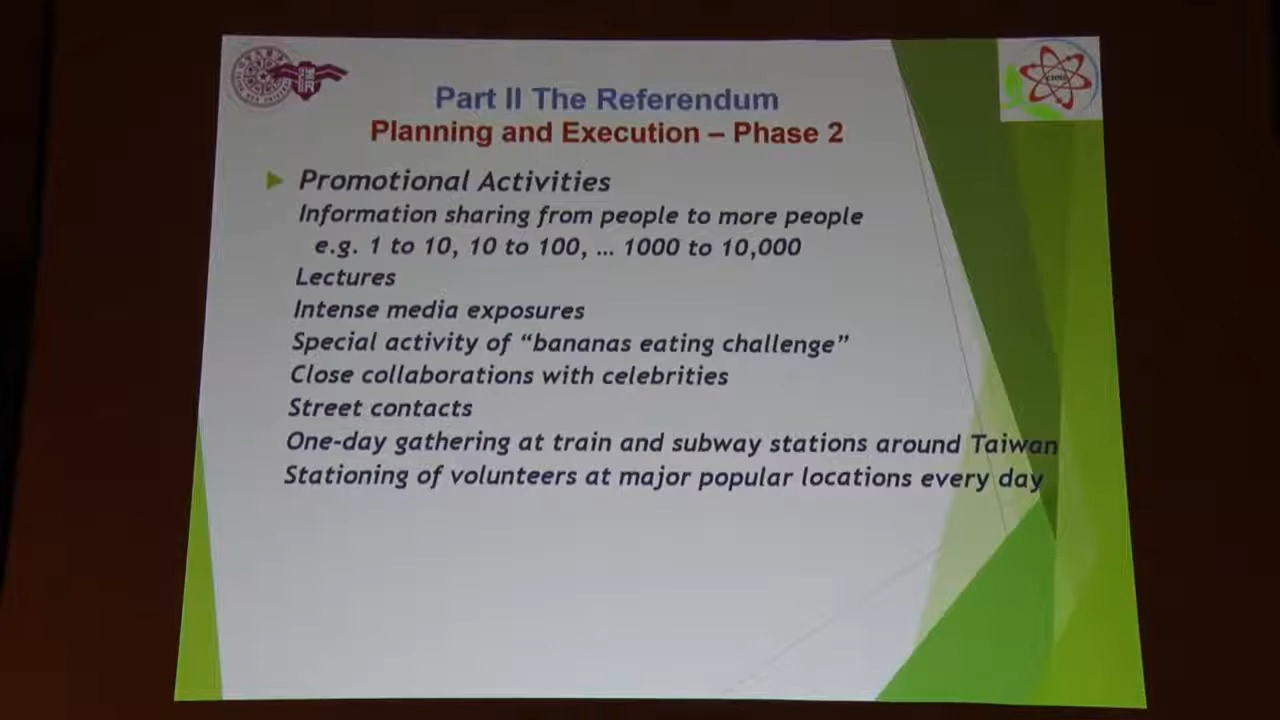 Part II The Referendum
Planning and Execution – Phase 2
Promotional Activities
Information sharing from people to more people
e.g. 1 to 10, 10 to 100, ... 1000 to 10,000
Lectures
Intense media exposures
Special activity of “bananas eating challenge”
Close collaborations with celebrities
Street contacts
One-day gathering at train and subway stations around Taiwan
Stationing of volunteers at major popular locations every day